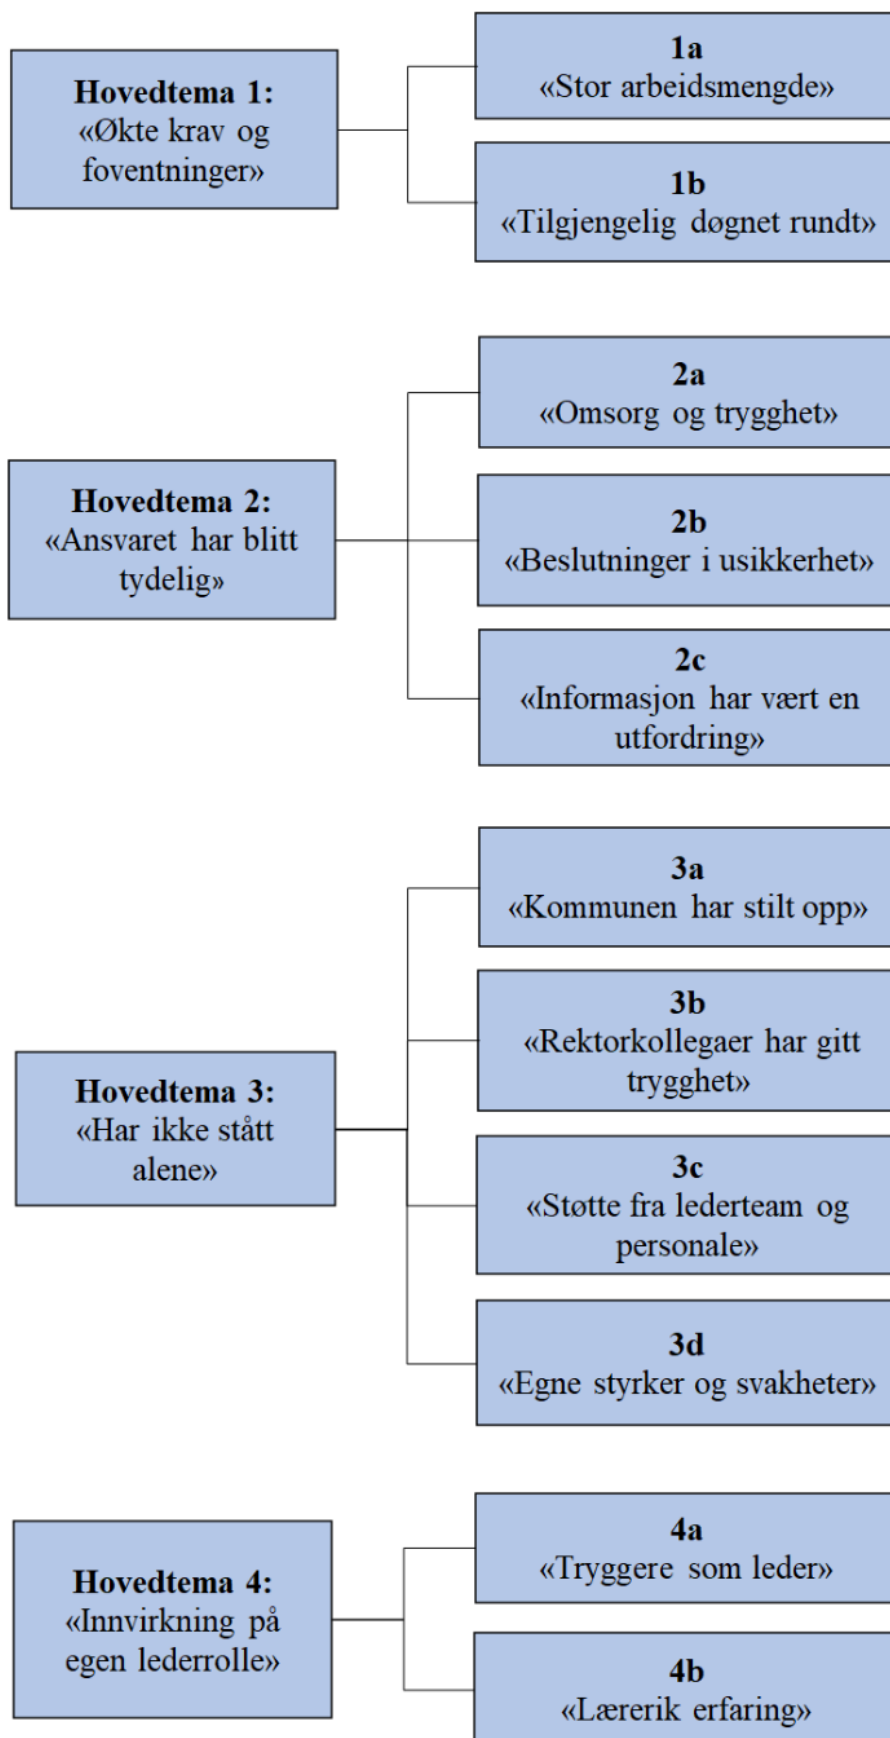 Hovedtema 1:
«Økte krav og
foventninger»
1a
«Stor arbeidsmengde»
1b
«Tilgjengelig døgnet rundt»
Hovedtema 2:
«Ansvaret har blitt
tydelig»
2a
«Omsorg og trygghet»
2b
«Beslutninger i usikkerhet»
2c
«Informasjon har vært en
utfordring»
Hovedtema 3:
«Har ikke stått
alene»
3a
«Kommunen har stilt opp»
3b
«Rektorkollegaer har gitt
trygghet»
3c
«Støtte fra lederteam og
personale»
3d
«Egne styrker og svakheter»
Hovedtema 4:
«Innvirkning på
egen lederrolle»
4a
«Tryggere som leder»
4b
«Lærerik erfaring»